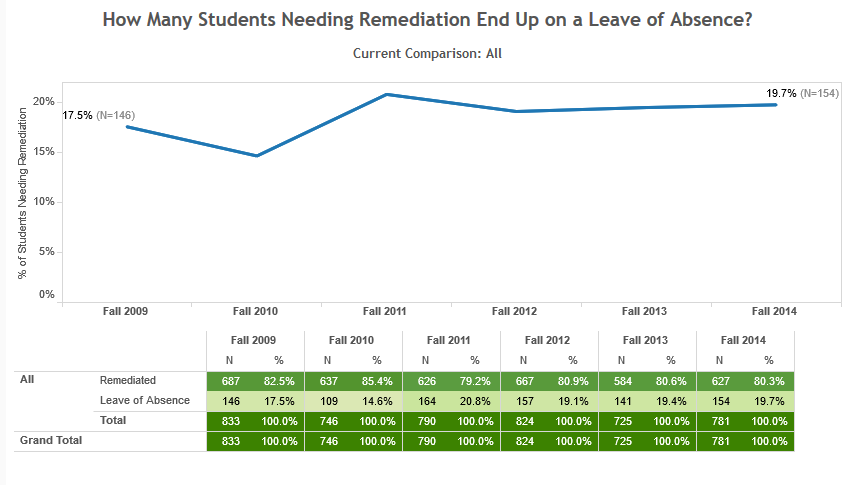 How Many Students Needing Remediation End Up on a Leave of Absence?
Current Comparison: All
% of Students Needing Remediation
20%
15%
10%
5%
0%
17.5% (N=146)
19.7% (N=154)
Fall 2009 Fall 2010 Fall 2011 Fall 2012 Fall 2013 Fall 2014
Fall 2009 Fall 2010 Fall 2011 Fall 2012 Fall 2013 Fall 2014
N % N % N % N % N % N %
All Remediated 687 82.5% 637 85.4% 626 79.2% 667 80.9% 584 80.6% 627 80.3%
Leave of Absence 146 17.5% 109 14.6% 164 20.8% 157 19.1% 141 19.4% 154 19.7%
Total 833 100.0% 746 100.0% 790 100.0% 824 100.0% 725 100.0% 781 100.0%
Grand Total 833 100.0% 746 100.0% 790 100.0% 824 100.0% 725 100.0% 781 100.0%